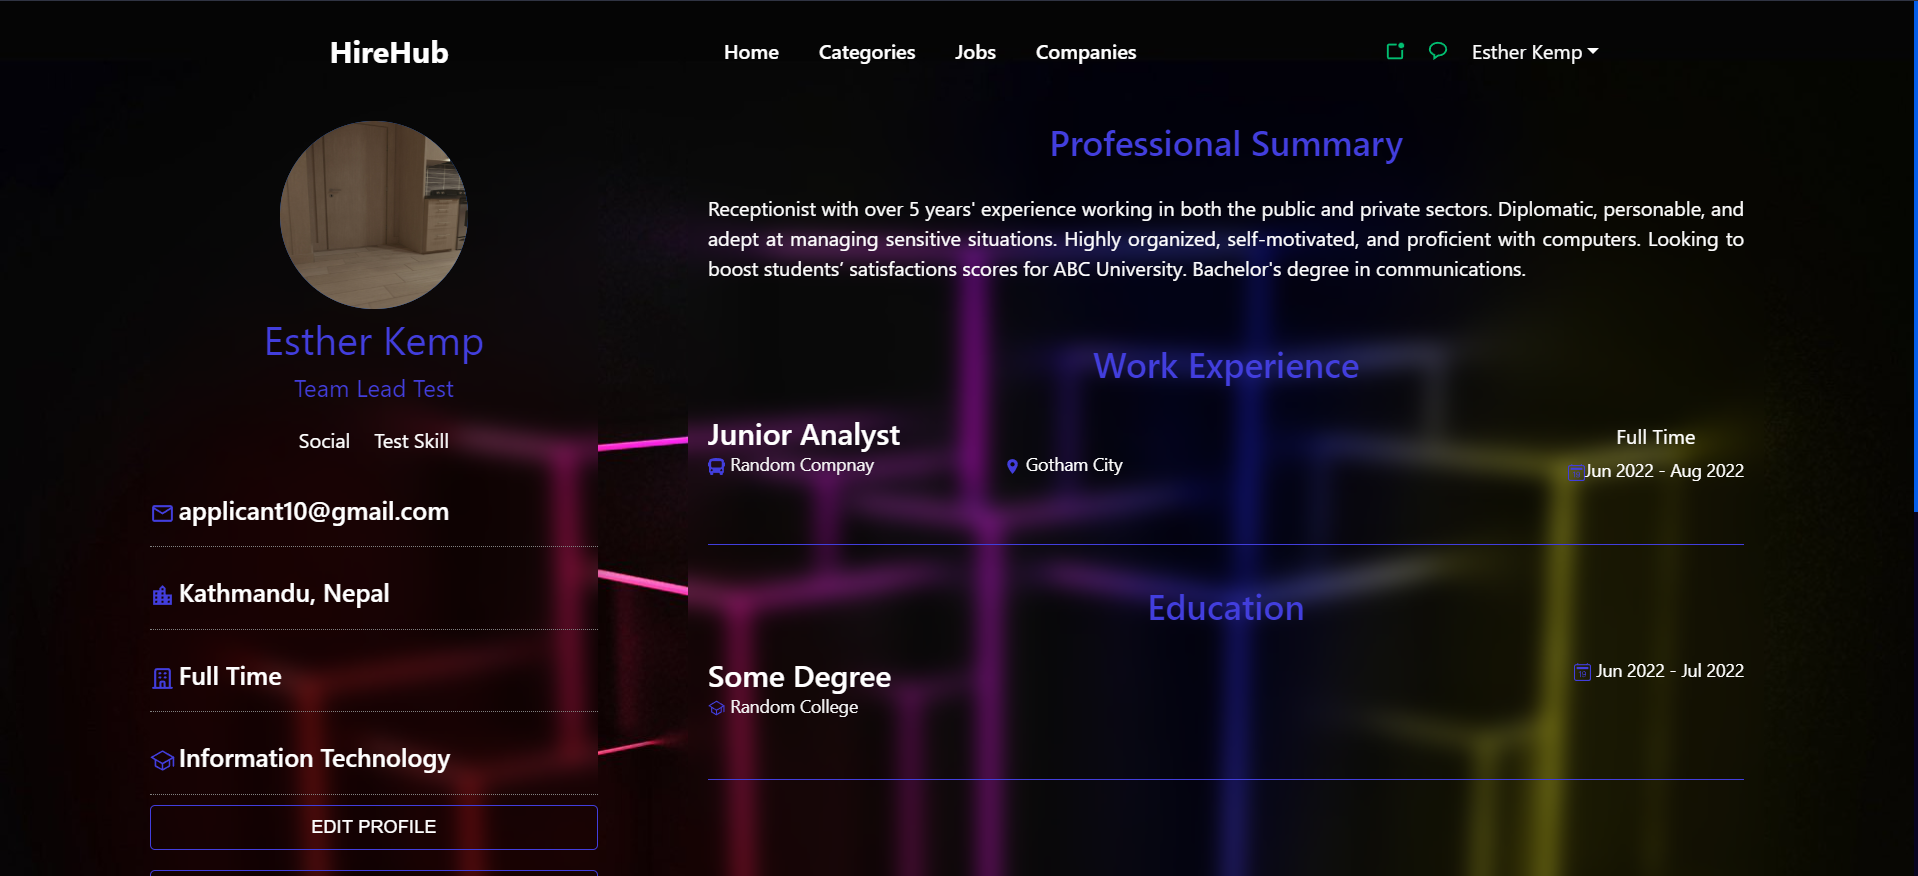 HireHub
Home Categories Jobs Companies
Esther Kemp
Esther Kemp
Team Lead Test
Social Test Skill
applicant10@gmail.com
Kathmandu, Nepal
Full Time
Information Technology
EDIT PROFILE
Professional Summary
Receptionist with over 5 years' experience working in both the public and private sectors. Diplomatic, personable, and
adept at managing sensitive situations. Highly organized, self-motivated, and proficient with computers. Looking to
boost students’ satisfactions scores for ABC University. Bachelor's degree in communications.
Work Experience
Junior Analyst
Full Time
Random Compnay
Gotham City
Jun 2022 - Aug 2022
Education
Some Degree
Jun 2022 - Jul 2022
Random College